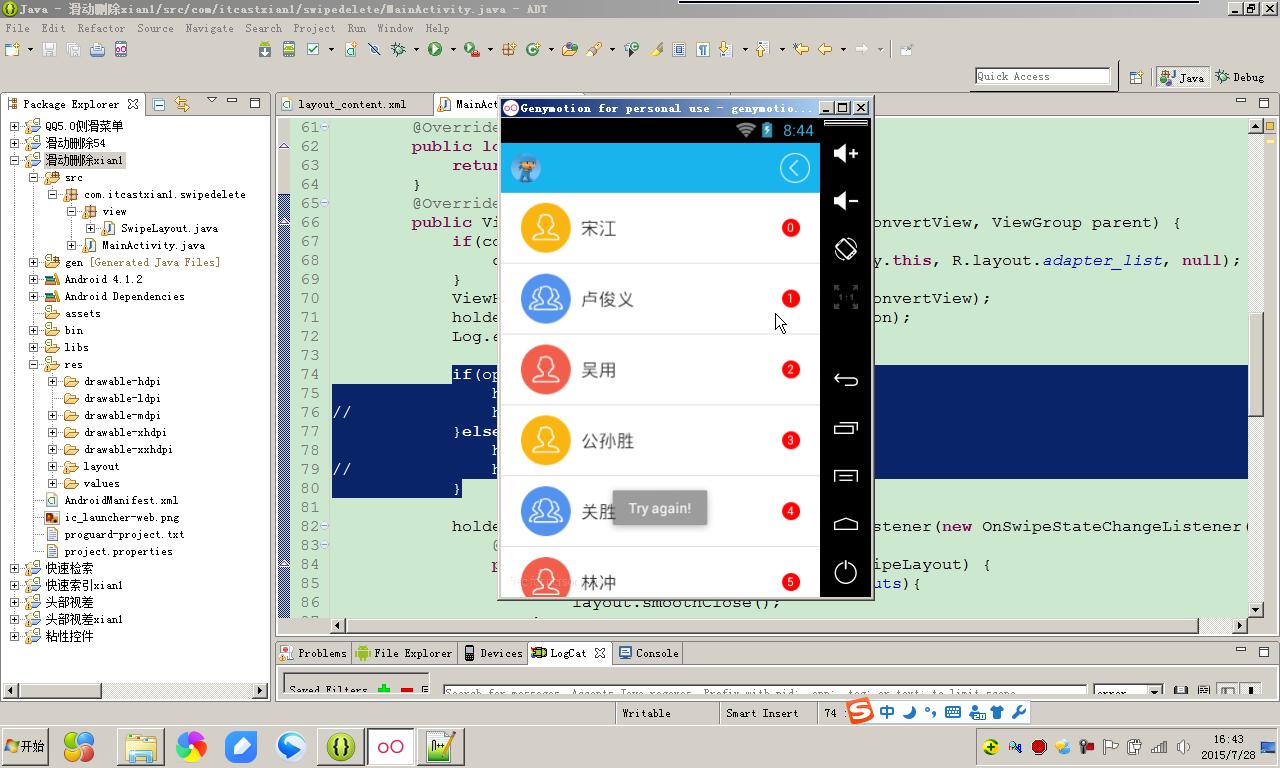 Java - 滑动删除xian1/src/com/itcastxian1/swipedelete/MainActivity.java - ADT
File Edit Refactor Source Navigate Search Project Run Window Help
Quick Access
Java
Debug
Package Explorer
layout_content.xml
MainAct
QQ5.0侧滑菜单
滑动删除
滑动删除xian1
src
com.itcastxian1.swipedelete
view
SwipeLayout.java
MainActivity.java
gen [Generated Java Files]
Android 4.1.2
Android Dependencies
assets
bin
libs
res
drawable-hdpi
drawable-ldpi
drawable-mdpi
drawable-xhdpi
drawable-xxhdpi
layout
values
AndroidManifest.xml
ic_launcher-web.png
proguard-project.txt
project.properties
快速检索
快速索引xian1
头部视差
头部视差xian1
粘性控件
61 @Override
62 public lo
63 retur
64 }
65 @Override
66 public Vi onvertView, ViewGroup parent) {
67 if(co
68 c y.this, R.layout.adapter_list, null);
69 }
70 ViewH onvertView);
71 holde on);
72 Log.e
73
74 if(op
75 h
76 // h
77 }else
78 h
79 // h
80 }
81
82 holde istener(new OnSwipeStateChangeListener(
83 @
84 p ipeLayout) {
85 uts){
86 layout.smoothClose();
Genymotion for personal use - genymotio...
8:44
宋江 0
卢俊义 1
吴用 2
公孙胜 3
关胜 4
Try again!
林冲 5
1:1
Problems
File Explorer
Devices
LogCat
Console
Saved Filters
Search for messages. Accepts Java regexes. Prefix with pid:, app:, tag: or text: to limit scope.
error
Writable
Smart Insert
74
中
开始
16:43
2015/7/28